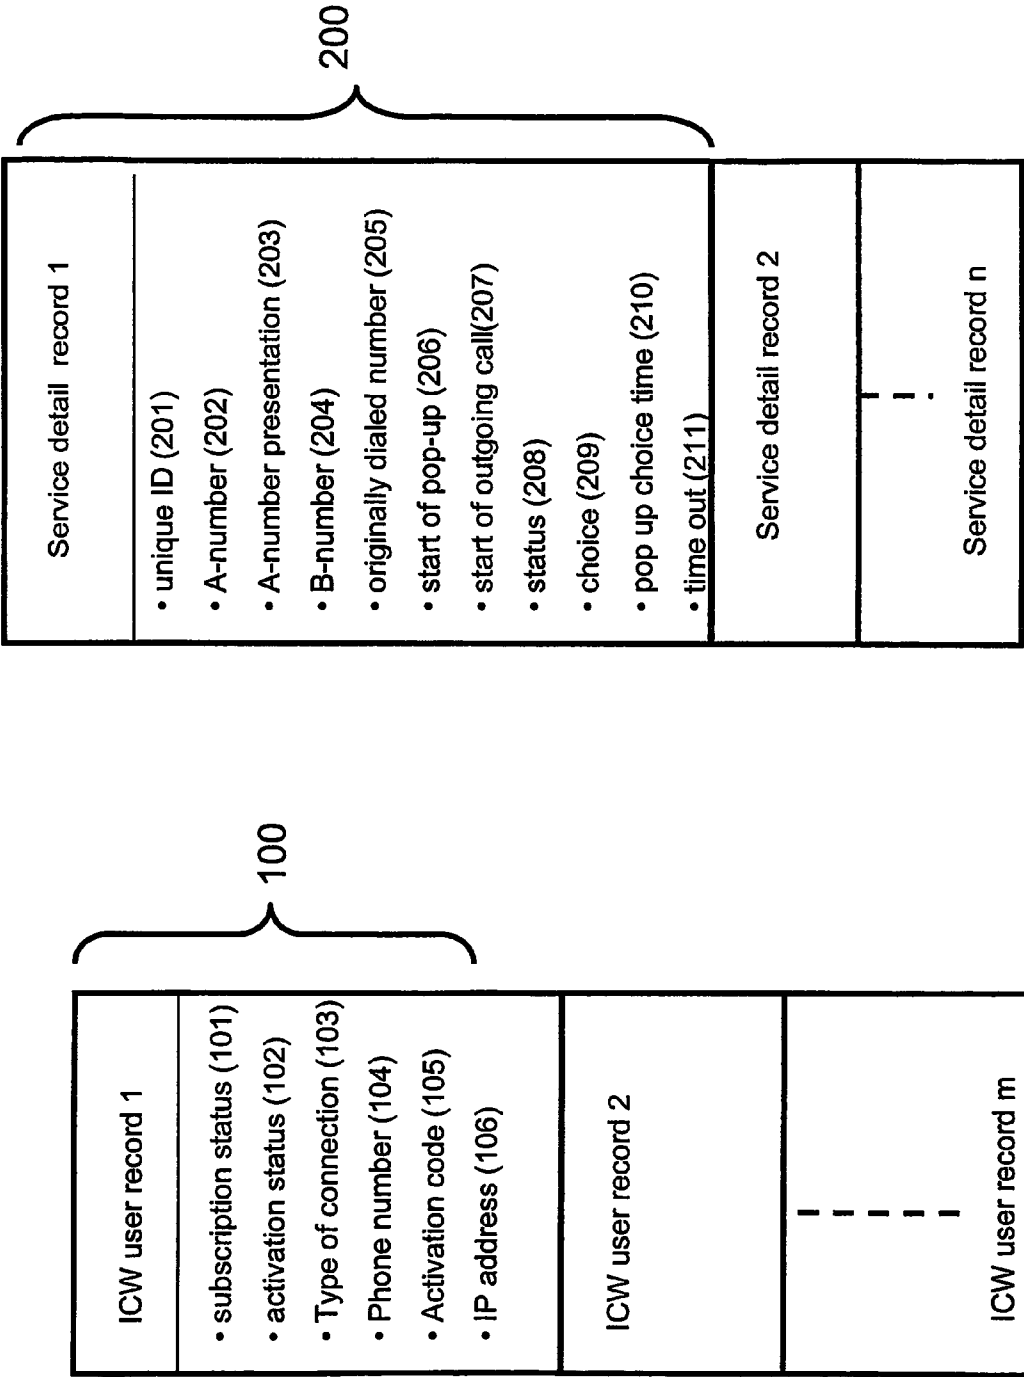 ICW user record 1
• subscription status (101)
• activation status (102)
• Type of connection (103)
• Phone number (104)
• Activation code (105)
• IP address (106)
100
ICW user record 2
ICW user record m
Service detail record 1
• unique ID (201)
• A-number (202)
• A-number presentation (203)
• B-number (204)
• originally dialed number (205)
• start of pop-up (206)
• start of outgoing call(207)
• status (208)
• choice (209)
• pop up choice time (210)
• time out (211)
200
Service detail record 2
Service detail record n